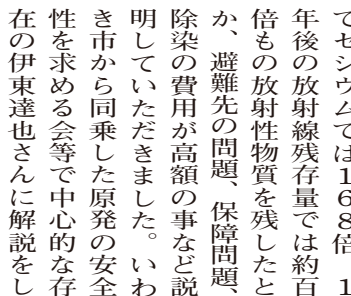 でセシウムでは１６８倍、１
年後の放射線残存量では約百
倍もの放射性物質を残したと
か、避難先の問題、保障問題、
除染の費用が高額の事など説
明していただきました。いわ
き市から同乗した原発の安全
性を求める会等で中心的な存
在の伊東達也さんに解説をし